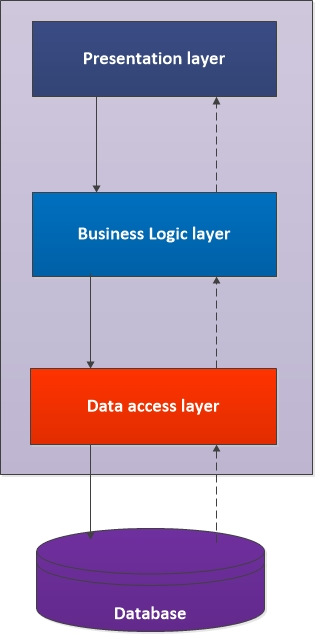 Presentation layer
Business Logic layer
Data access layer
Database